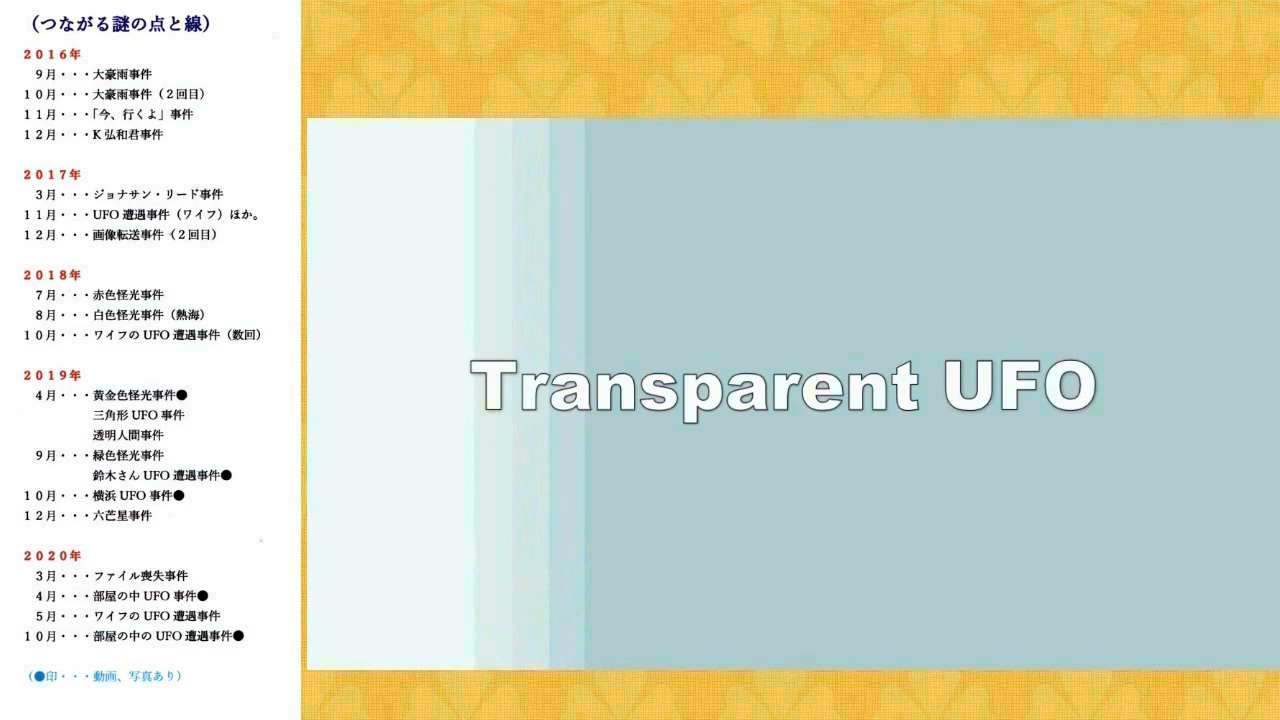 （つながる謎の点と線）
２０１６年
９月・・・大豪雨事件
１０月・・・大豪雨事件（２回目）
１１月・・・「今、行くよ」事件
１２月・・・K 弘和君事件
２０１７年
３月・・・ジョナサン・リード事件
１１月・・・UFO 遭遇事件（ワイフ）ほか。
１２月・・・画像転送事件（２回目）
２０１８年
７月・・・赤色怪光事件
８月・・・白色怪光事件（熱海）
１０月・・・ワイフの UFO 遭遇事件（数回）
２０１９年
４月・・・黄金色怪光事件●
三角形 UFO 事件
透明人間事件
９月・・・緑色怪光事件
鈴木さん UFO 遭遇事件●
１０月・・・横浜 UFO 事件●
１２月・・・六芒星事件
２０２０年
３月・・・ファイル喪失事件
４月・・・部屋の中 UFO 事件●
５月・・・ワイフの UFO 遭遇事件
１０月・・・部屋の中の UFO 遭遇事件●
（●印・・・動画、写真あり）
Transparent UFO